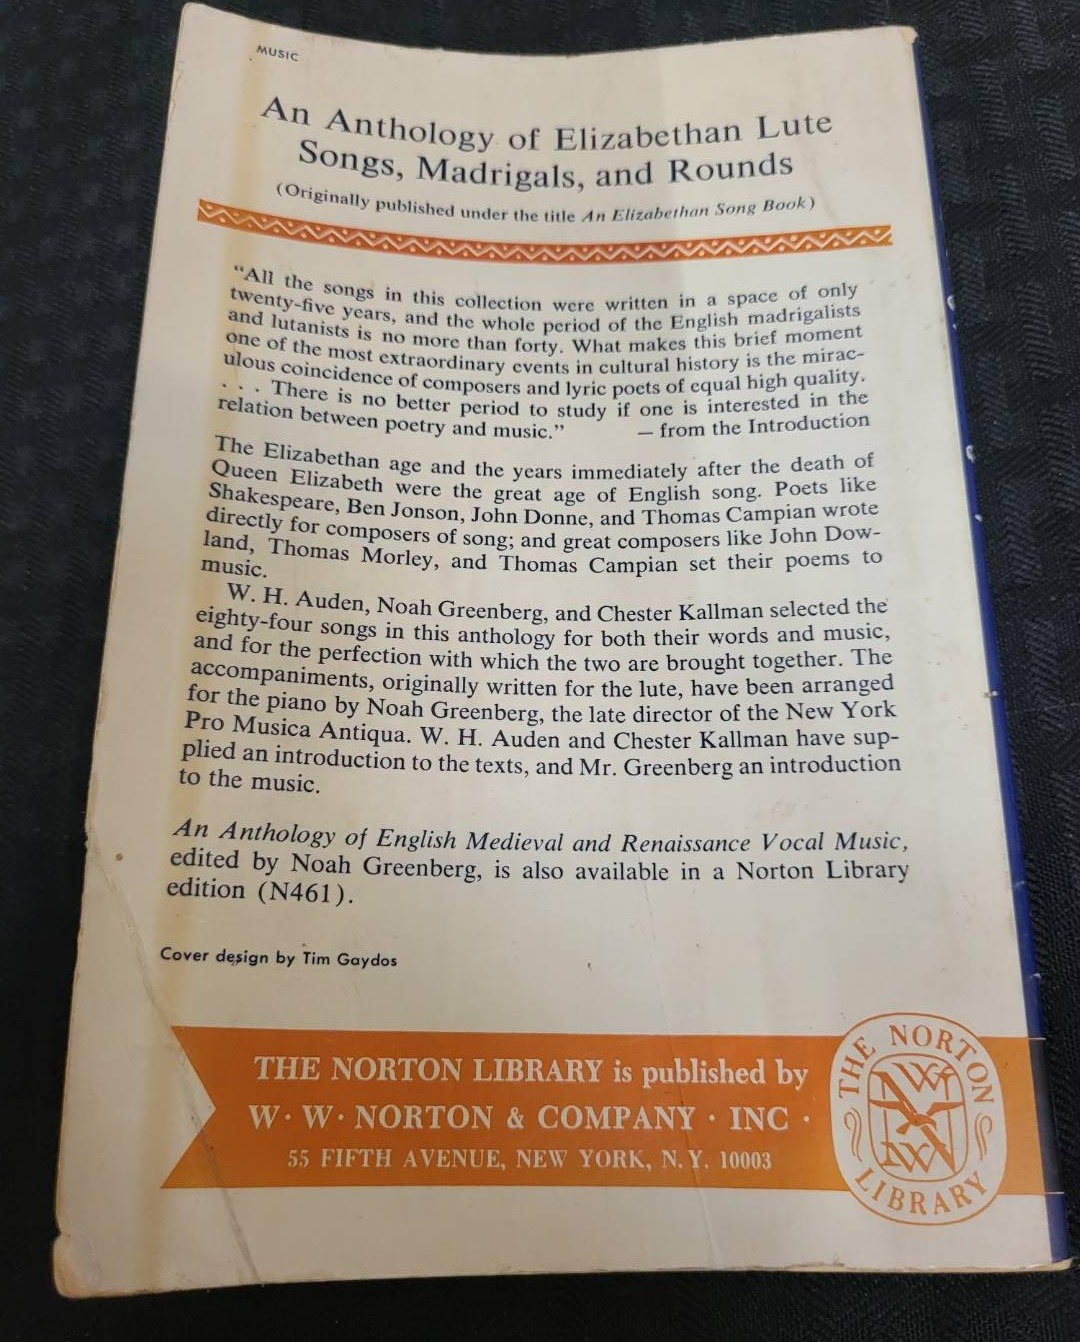 MUSIC
An Anthology of Elizabethan Lute
Songs, Madrigals, and Rounds
(Originally published under the title An Elizabethan Song Book)
"All the songs in this collection were written in a space of only
twenty-five years, and the whole period of the English madrigalists
and lutanists is no more than forty. What makes this brief moment
one of the most extraordinary events in cultural history is the mirac-
ulous coincidence of composers and lyric poets of equal high quality.
. . . There is no better period to study if one is interested in the
relation between poetry and music." — from the Introduction
The Elizabethan age and the years immediately after the death of
Queen Elizabeth were the great age of English song. Poets like
Shakespeare, Ben Jonson, John Donne, and Thomas Campian wrote
directly for composers of song; and great composers like John Dow-
land, Thomas Morley, and Thomas Campian set their poems to
music.
W. H. Auden, Noah Greenberg, and Chester Kallman selected the
eighty-four songs in this anthology for both their words and music,
and for the perfection with which the two are brought together. The
accompaniments, originally written for the lute, have been arranged
for the piano by Noah Greenberg, the late director of the New York
Pro Musica Antiqua. W. H. Auden and Chester Kallman have sup-
plied an introduction to the texts, and Mr. Greenberg an introduction
to the music.
An Anthology of English Medieval and Renaissance Vocal Music,
edited by Noah Greenberg, is also available in a Norton Library
edition (N461).
Cover design by Tim Gaydos
THE NORTON LIBRARY is published by
W · W · NORTON & COMPANY · INC ·
55 FIFTH AVENUE, NEW YORK, N. Y. 10003
THE NORTON
LIBRARY